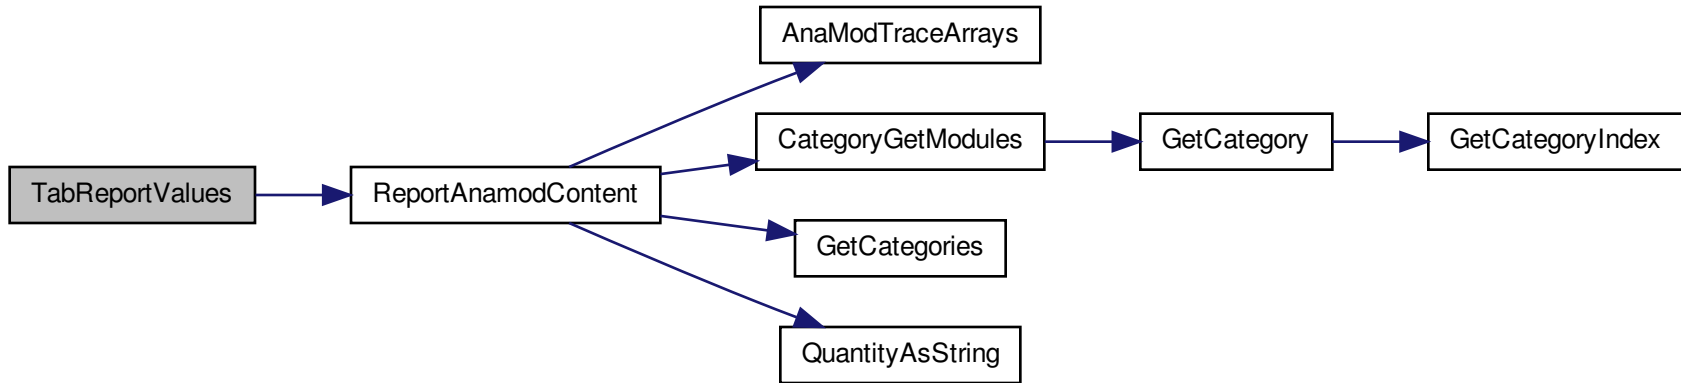 AnaModTraceArrays
CategoryGetModules
GetCategory
GetCategoryIndex
TabReportValues
ReportAnamodContent
GetCategories
QuantityAsString